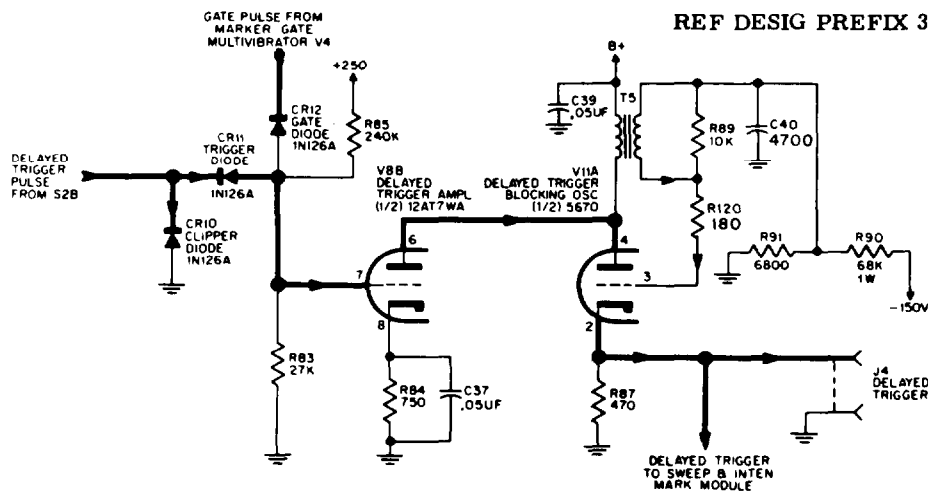 GATE PULSE FROM
MARKER GATE
MULTIVIBRATOR V4
REF DESIG PREFIX 3
B+
+250
C39
.05UF
T5
CR12
GATE
DIODE
1N126A
R85
240K
R89
10K
C40
4700
CR11
TRIGGER
DIODE
1N126A
DELAYED
TRIGGER
PULSE
FROM S2B
V8B
DELAYED
TRIGGER AMPL
(1/2) 12AT7WA
V11A
DELAYED TRIGGER
BLOCKING OSC
(1/2) 5670
CR10
CLIPPER
DIODE
1N126A
R120
180
6
4
R91
6800
R90
68K
1W
7
3
-150V
8
2
R83
27K
R84
750
C37
.05UF
R87
470
J4
DELAYED
TRIGGER
DELAYED TRIGGER
TO SWEEP & INTEN
MARK MODULE